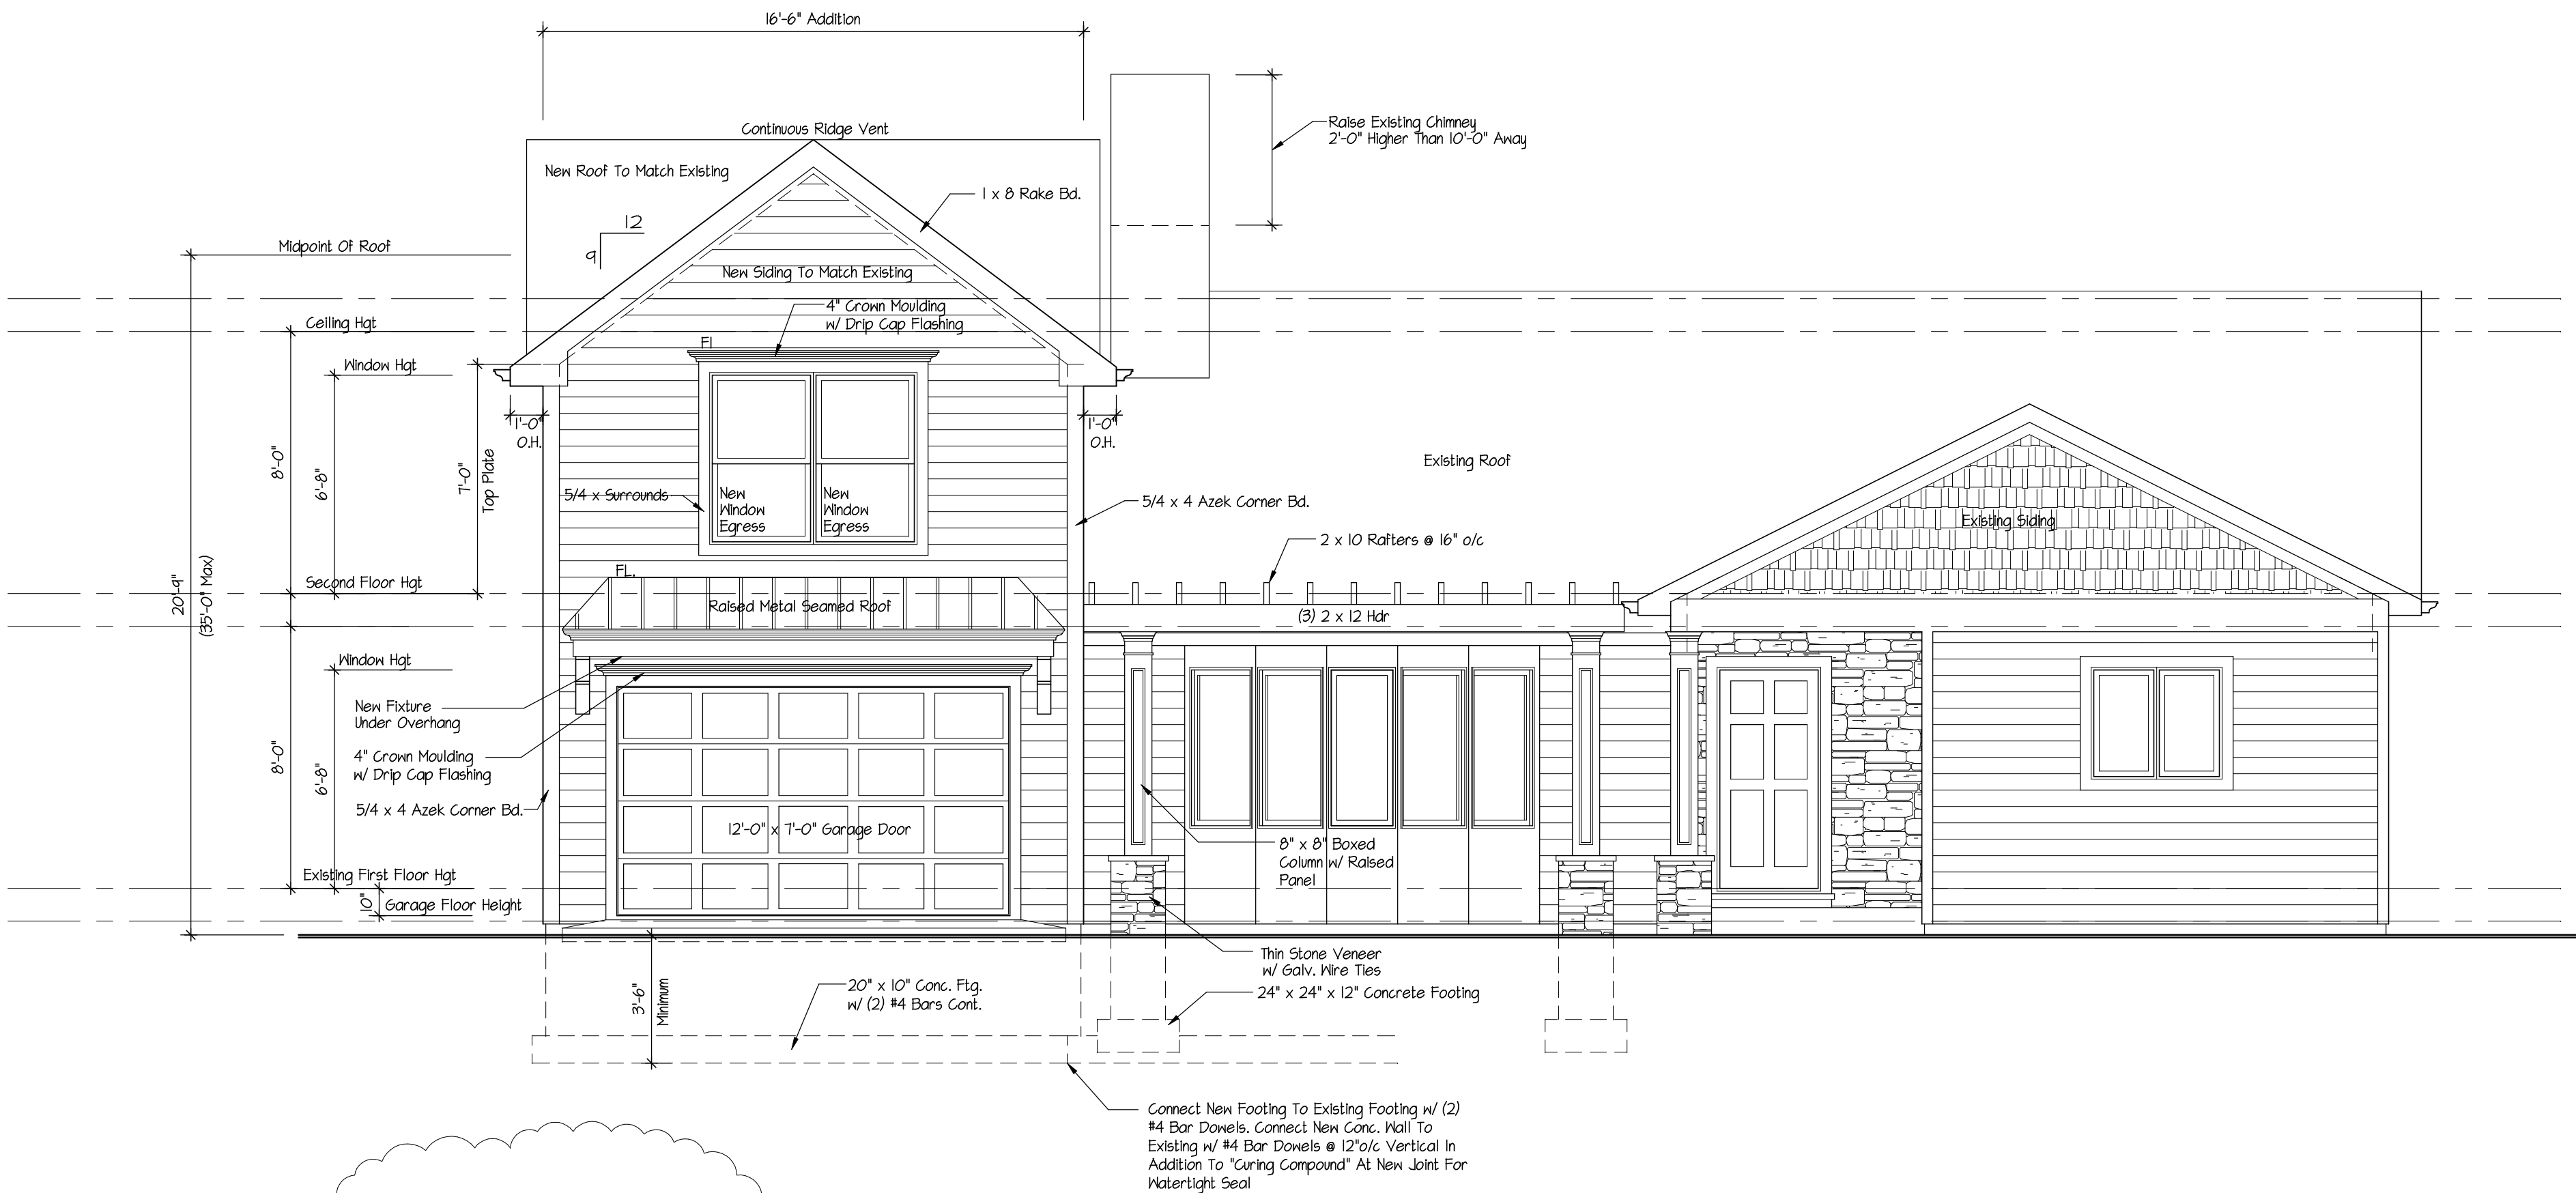 16'-6" Addition
Raise Existing Chimney
2'-0" Higher Than 10'-0" Away
Continuous Ridge Vent
New Roof To Match Existing
1 x 8 Rake Bd.
12
9
Midpoint Of Roof
New Siding To Match Existing
4" Crown Moulding
w/ Drip Cap Flashing
Ceiling Hgt
Fl
Window Hgt
1'-0"
O.H.
1'-0"
O.H.
8'-0"
6'-8"
7'-0"
Top Plate
Existing Roof
5/4 x Surrounds
New
Window
Egress
New
Window
Egress
5/4 x 4 Azek Corner Bd.
Existing Siding
2 x 10 Rafters @ 16" o/c
20'-9"
(35'-0" Max)
Second Floor Hgt
FL.
Raised Metal Seamed Roof
(3) 2 x 12 Hdr
Window Hgt
New Fixture
Under Overhang
8'-0"
6'-8"
4" Crown Moulding
w/ Drip Cap Flashing
5/4 x 4 Azek Corner Bd.
12'-0" x 7'-0" Garage Door
8" x 8" Boxed
Column w/ Raised
Panel
Existing First Floor Hgt
10"
Garage Floor Height
Thin Stone Veneer
w/ Galv. Wire Ties
3'-6"
Minimum
20" x 10" Conc. Ftg.
w/ (2) #4 Bars Cont.
24" x 24" x 12" Concrete Footing
Connect New Footing To Existing Footing w/ (2)
#4 Bar Dowels. Connect New Conc. Wall To
Existing w/ #4 Bar Dowels @ 12"o/c Vertical In
Addition To "Curing Compound" At New Joint For
Watertight Seal